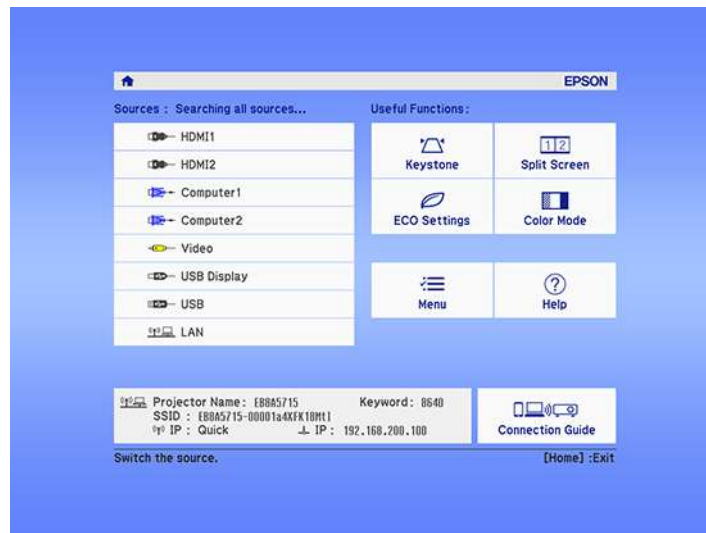 EPSON
Sources : Searching all sources...
HDMI1
HDMI2
Computer1
Computer2
Video
USB Display
USB
LAN
Useful Functions :
Keystone
Split Screen
ECO Settings
Color Mode
Menu
Help
Projector Name : EB8A5715 Keyword : 8640
SSID : EB8A5715-00001a4XFK18Mt1
IP : Quick IP : 192.168.200.100
Connection Guide
Switch the source.
[Home] :Exit